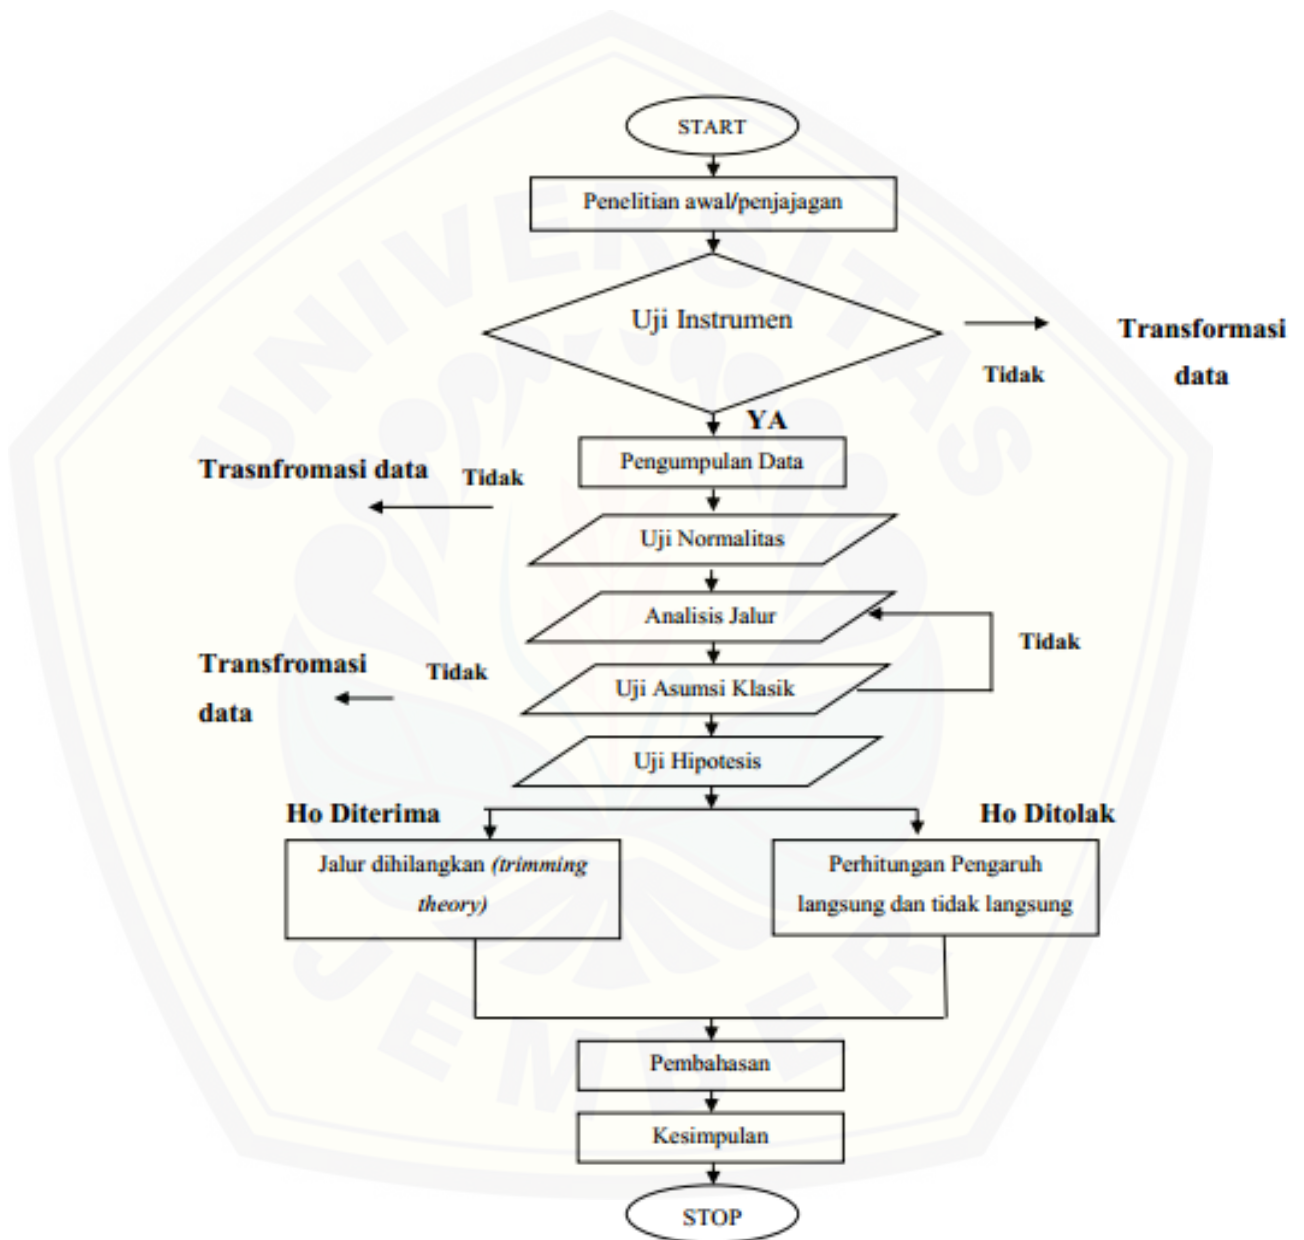 START
Penelitian awal/penjajagan
Uji Instrumen
Transformasi
data
Tidak
YA
Pengumpulan Data
Trasnfromasi data
Tidak
Uji Normalitas
Analisis Jalur
Tidak
Transfromasi
data
Tidak
Uji Asumsi Klasik
Uji Hipotesis
Ho Diterima
Ho Ditolak
Jalur dihilangkan (trimming
theory)
Perhitungan Pengaruh
langsung dan tidak langsung
Pembahasan
Kesimpulan
STOP
UNIVERSITAS
JEMBER